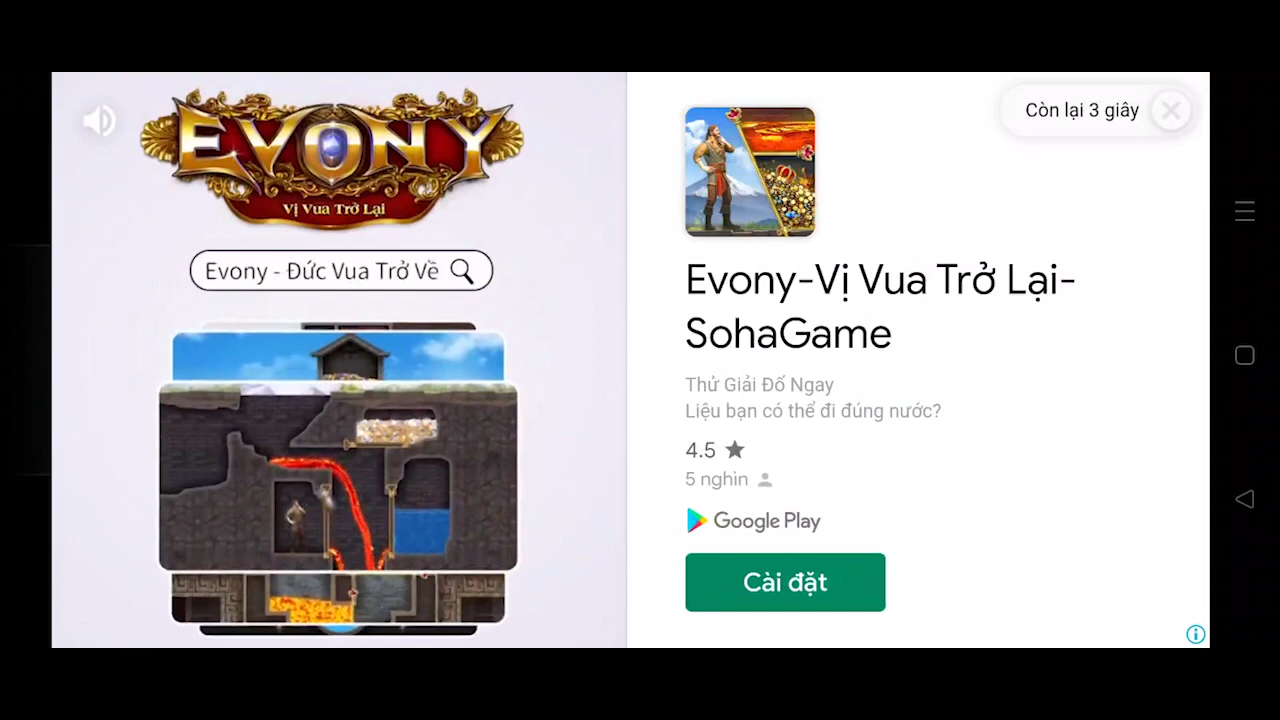 EVONY
Vị Vua Trở Lại
Evony - Đức Vua Trở Về
Còn lại 3 giây
Evony-Vị Vua Trở Lại-
SohaGame
Thử Giải Đố Ngay
Liệu bạn có thể đi đúng nước?
4.5
5 nghìn
Google Play
Cài đặt